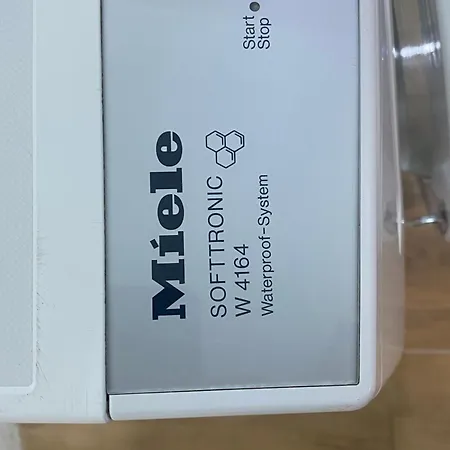 Start
Stop
Miele
SOFTTRONIC
W 4164
Waterproof-System